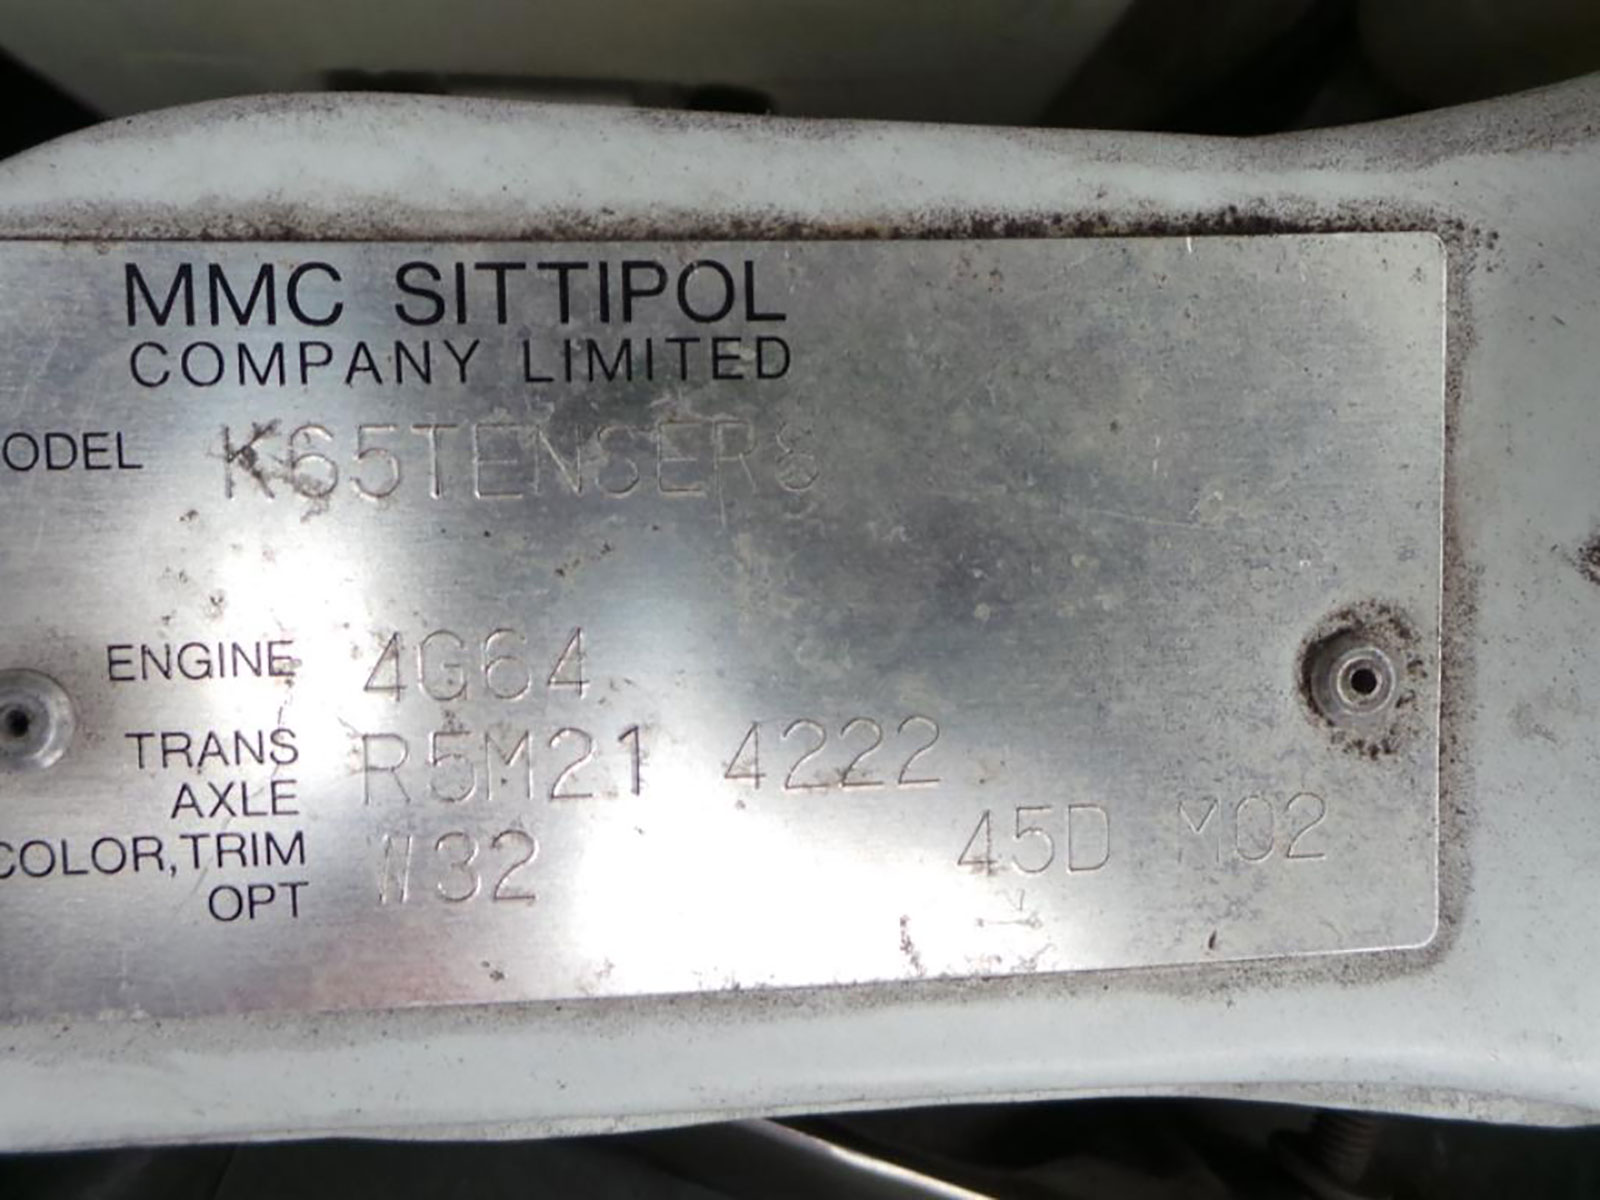 MMC SITTIPOL
COMPANY LIMITED
ODEL K65TENSER8
ENGINE 4G64
TRANS R5M21 4222
AXLE
COLOR,TRIM W32 45D M02
OPT